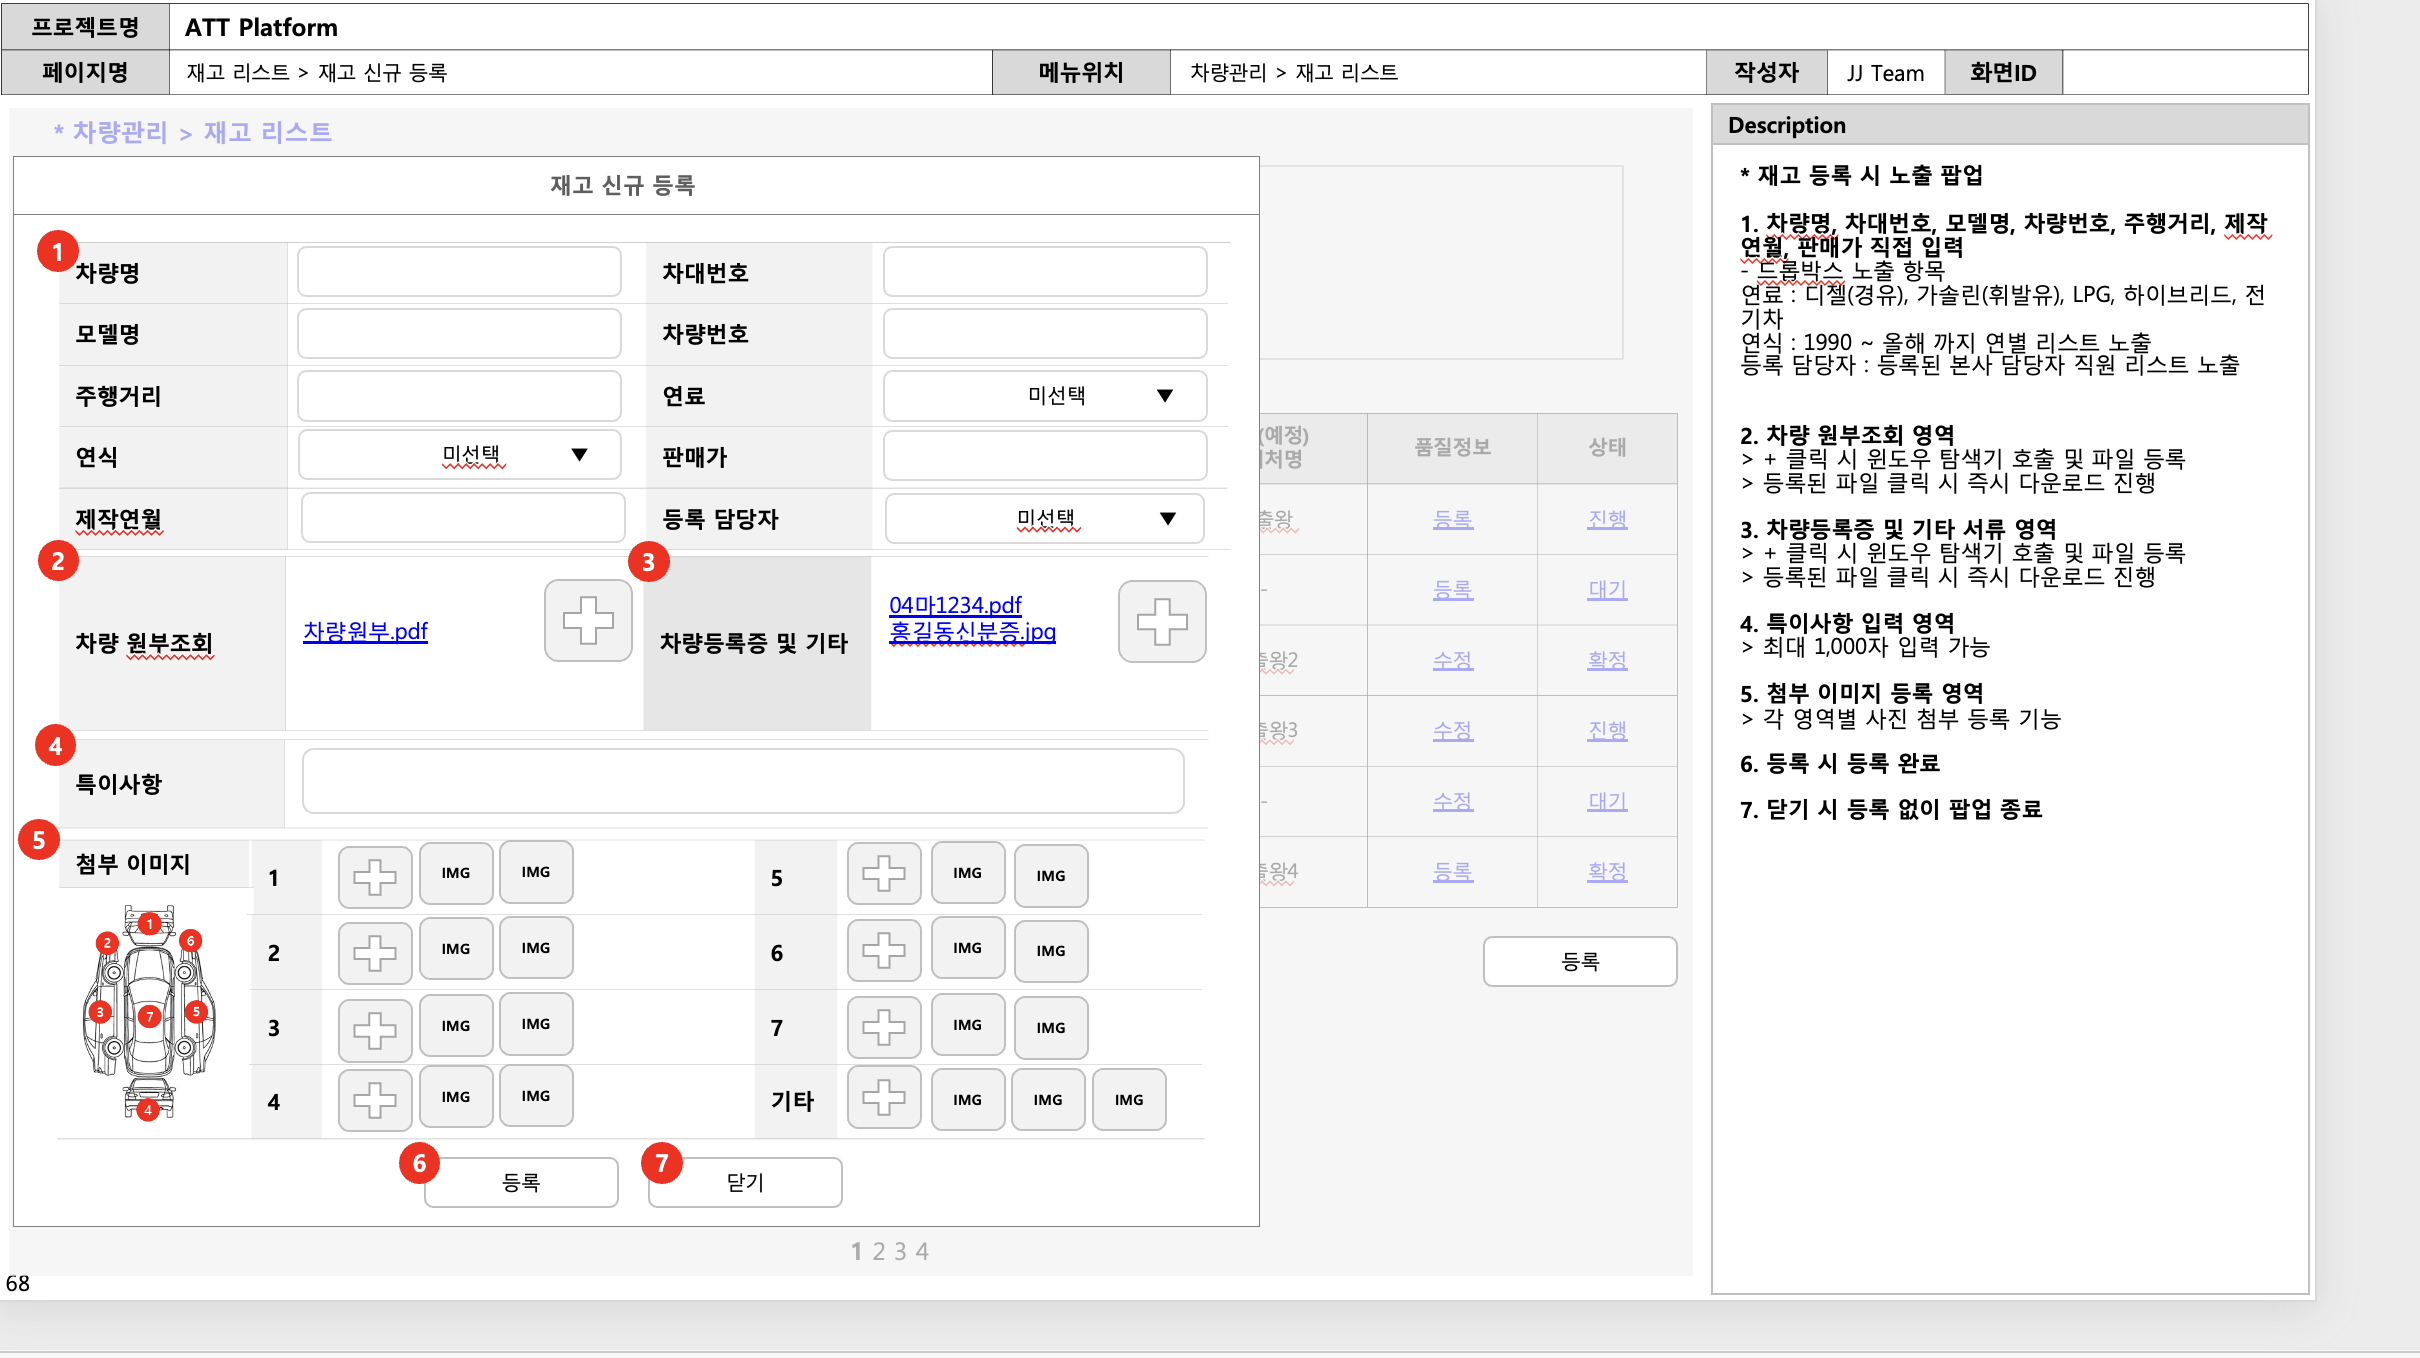 프로젝트명 ATT Platform
페이지명 재고 리스트 > 재고 신규 등록 메뉴위치 차량관리 > 재고 리스트 작성자 JJ Team 화면ID
* 차량관리 > 재고 리스트
재고 신규 등록
1
차량명 차대번호
모델명 차량번호
주행거리 연료 미선택 ▼
연식 미선택 ▼ 판매가
제작연월 등록 담당자 미선택 ▼
2 3
차량 원부조회 차량원부.pdf 차량등록증 및 기타 04마1234.pdf
홍길동신분증.jpg
4
특이사항
5
첨부 이미지
1 IMG IMG 5 IMG IMG
2 IMG IMG 6 IMG IMG
3 IMG IMG 7 IMG IMG
4 IMG IMG 기타 IMG IMG IMG
1
2 6
3 7 5
4
6 등록 7 닫기
(예정) 품질정보 상태
처명
출왕 등록 진행
- 등록 대기
왕2 수정 확정
왕3 수정 진행
- 수정 대기
왕4 등록 확정
등록
1 2 3 4
68
Description
* 재고 등록 시 노출 팝업
1. 차량명, 차대번호, 모델명, 차량번호, 주행거리, 제작
연월, 판매가 직접 입력
- 드롭박스 노출 항목
연료 : 디젤(경유), 가솔린(휘발유), LPG, 하이브리드, 전
기차
연식 : 1990 ~ 올해 까지 연별 리스트 노출
등록 담당자 : 등록된 본사 담당자 직원 리스트 노출
2. 차량 원부조회 영역
> + 클릭 시 윈도우 탐색기 호출 및 파일 등록
> 등록된 파일 클릭 시 즉시 다운로드 진행
3. 차량등록증 및 기타 서류 영역
> + 클릭 시 윈도우 탐색기 호출 및 파일 등록
> 등록된 파일 클릭 시 즉시 다운로드 진행
4. 특이사항 입력 영역
> 최대 1,000자 입력 가능
5. 첨부 이미지 등록 영역
> 각 영역별 사진 첨부 등록 기능
6. 등록 시 등록 완료
7. 닫기 시 등록 없이 팝업 종료